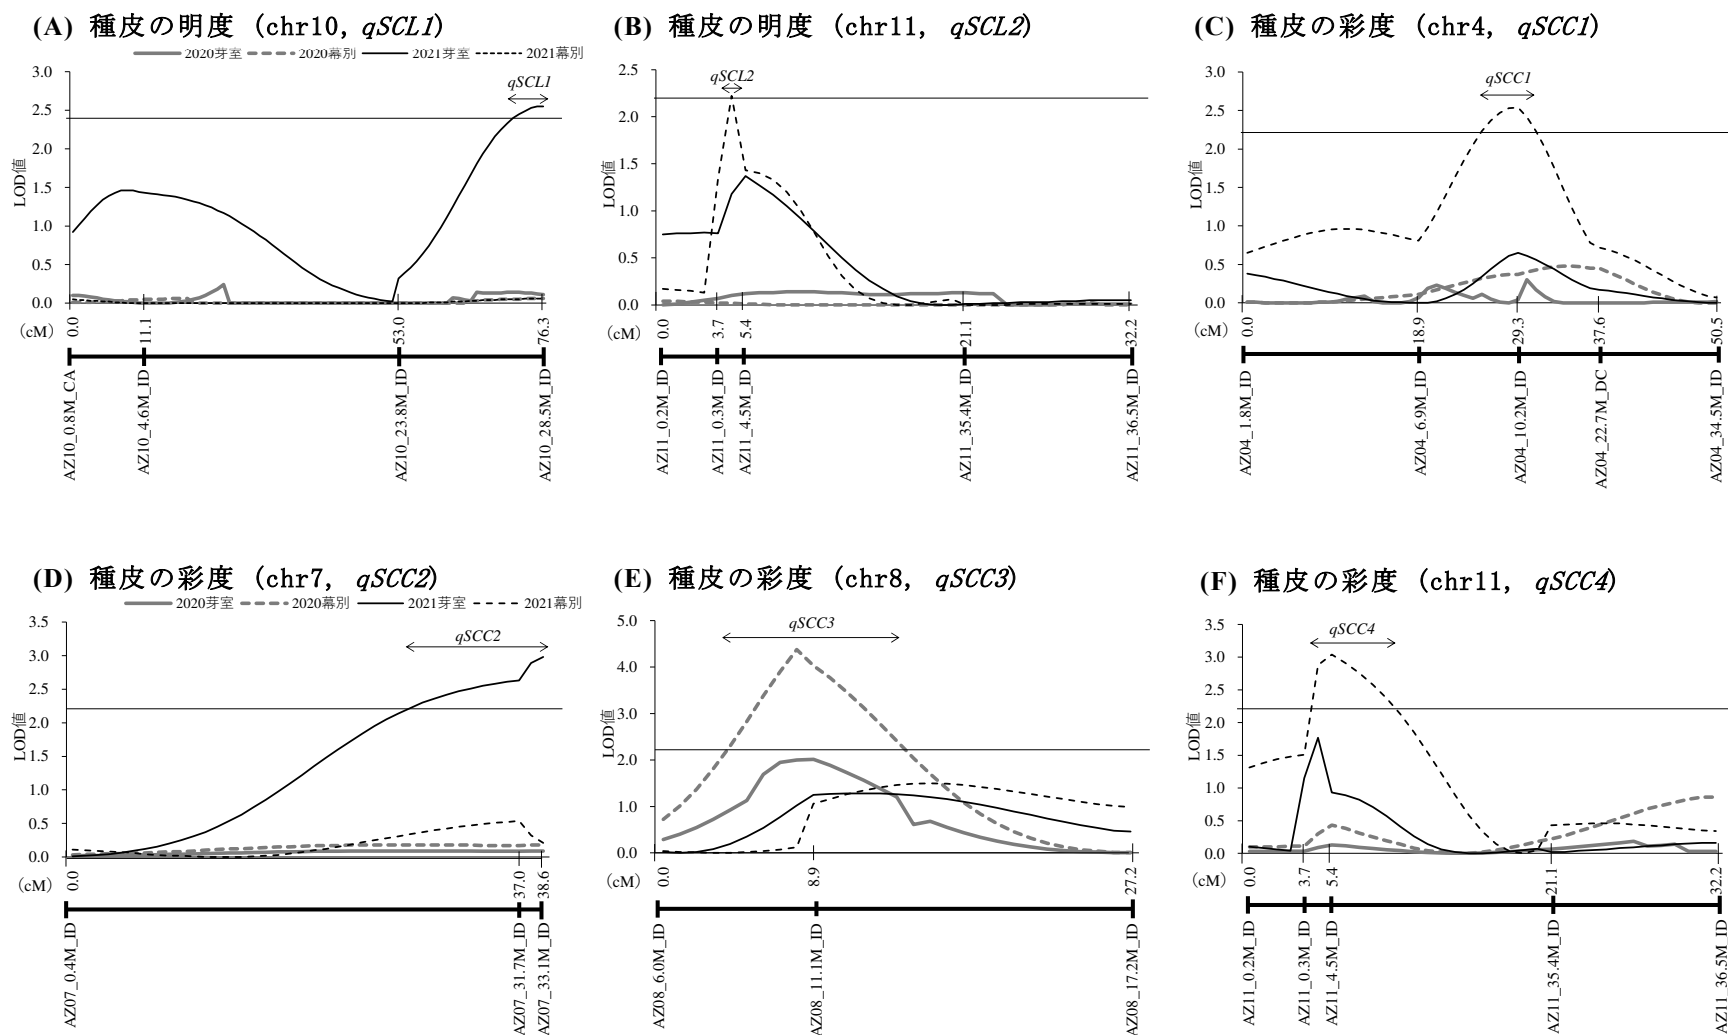 (A) 種皮の明度 (chr10, qSCL1)
2020芽室 2020幕別 2021芽室 2021幕別
qSCL1
3.0
2.5
2.0
1.5
1.0
0.5
0.0
LOD値
(cM)
0.0
11.1
53.0
76.3
AZ10_0.8M_CA
AZ10_4.6M_ID
AZ10_23.8M_ID
AZ10_28.5M_ID
(B) 種皮の明度 (chr11, qSCL2)
qSCL2
2.5
2.0
1.5
1.0
0.5
0.0
LOD値
(cM)
0.0
3.7
5.4
21.1
32.2
AZ11_0.2M_ID
AZ11_0.3M_ID
AZ11_4.5M_ID
AZ11_35.4M_ID
AZ11_36.5M_ID
(C) 種皮の彩度 (chr4, qSCC1)
qSCC1
3.0
2.5
2.0
1.5
1.0
0.5
0.0
LOD値
(cM)
0.0
18.9
29.3
37.6
50.5
AZ04_1.8M_ID
AZ04_6.9M_ID
AZ04_10.2M_ID
AZ04_22.7M_DC
AZ04_34.5M_ID
(D) 種皮の彩度 (chr7, qSCC2)
2020芽室 2020幕別 2021芽室 2021幕別
qSCC2
3.5
3.0
2.5
2.0
1.5
1.0
0.5
0.0
LOD値
(cM)
0.0
37.0
38.6
AZ07_0.4M_ID
AZ07_31.7M_ID
AZ07_33.1M_ID
(E) 種皮の彩度 (chr8, qSCC3)
qSCC3
5.0
4.0
3.0
2.0
1.0
0.0
LOD値
(cM)
0.0
8.9
27.2
AZ08_6.0M_ID
AZ08_11.1M_ID
AZ08_17.2M_ID
(F) 種皮の彩度 (chr11, qSCC4)
qSCC4
3.5
3.0
2.5
2.0
1.5
1.0
0.5
0.0
LOD値
(cM)
0.0
3.7
5.4
21.1
32.2
AZ11_0.2M_ID
AZ11_0.3M_ID
AZ11_4.5M_ID
AZ11_35.4M_ID
AZ11_36.5M_ID